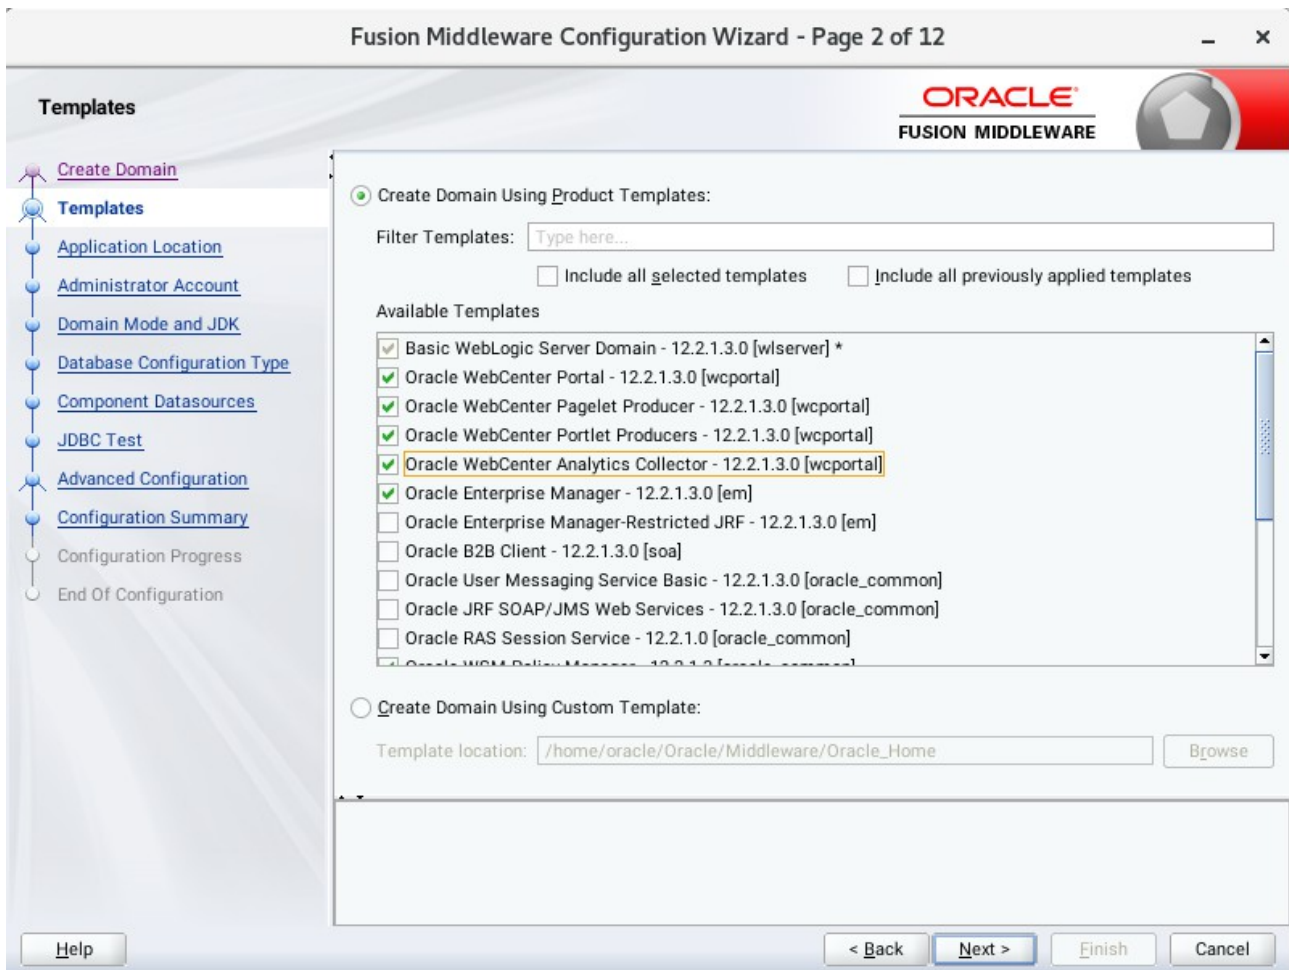 Fusion Middleware Configuration Wizard - Page 2 of 12
Templates
ORACLE
FUSION MIDDLEWARE
Create Domain
Templates
Application Location
Administrator Account
Domain Mode and JDK
Database Configuration Type
Component Datasources
JDBC Test
Advanced Configuration
Configuration Summary
Configuration Progress
End Of Configuration
Create Domain Using Product Templates:
Filter Templates: Type here...
Include all selected templates Include all previously applied templates
Available Templates
Basic WebLogic Server Domain - 12.2.1.3.0 [wlserver] *
Oracle WebCenter Portal - 12.2.1.3.0 [wcportal]
Oracle WebCenter Pagelet Producer - 12.2.1.3.0 [wcportal]
Oracle WebCenter Portlet Producers - 12.2.1.3.0 [wcportal]
Oracle WebCenter Analytics Collector - 12.2.1.3.0 [wcportal]
Oracle Enterprise Manager - 12.2.1.3.0 [em]
Oracle Enterprise Manager-Restricted JRF - 12.2.1.3.0 [em]
Oracle B2B Client - 12.2.1.3.0 [soa]
Oracle User Messaging Service Basic - 12.2.1.3.0 [oracle_common]
Oracle JRF SOAP/JMS Web Services - 12.2.1.3.0 [oracle_common]
Oracle RAS Session Service - 12.2.1.0 [oracle_common]
Oracle WSM Policy Manager - 12.2.1.3 [oracle_common]
Create Domain Using Custom Template:
Template location: /home/oracle/Oracle/Middleware/Oracle_Home Browse
Help < Back Next > Finish Cancel